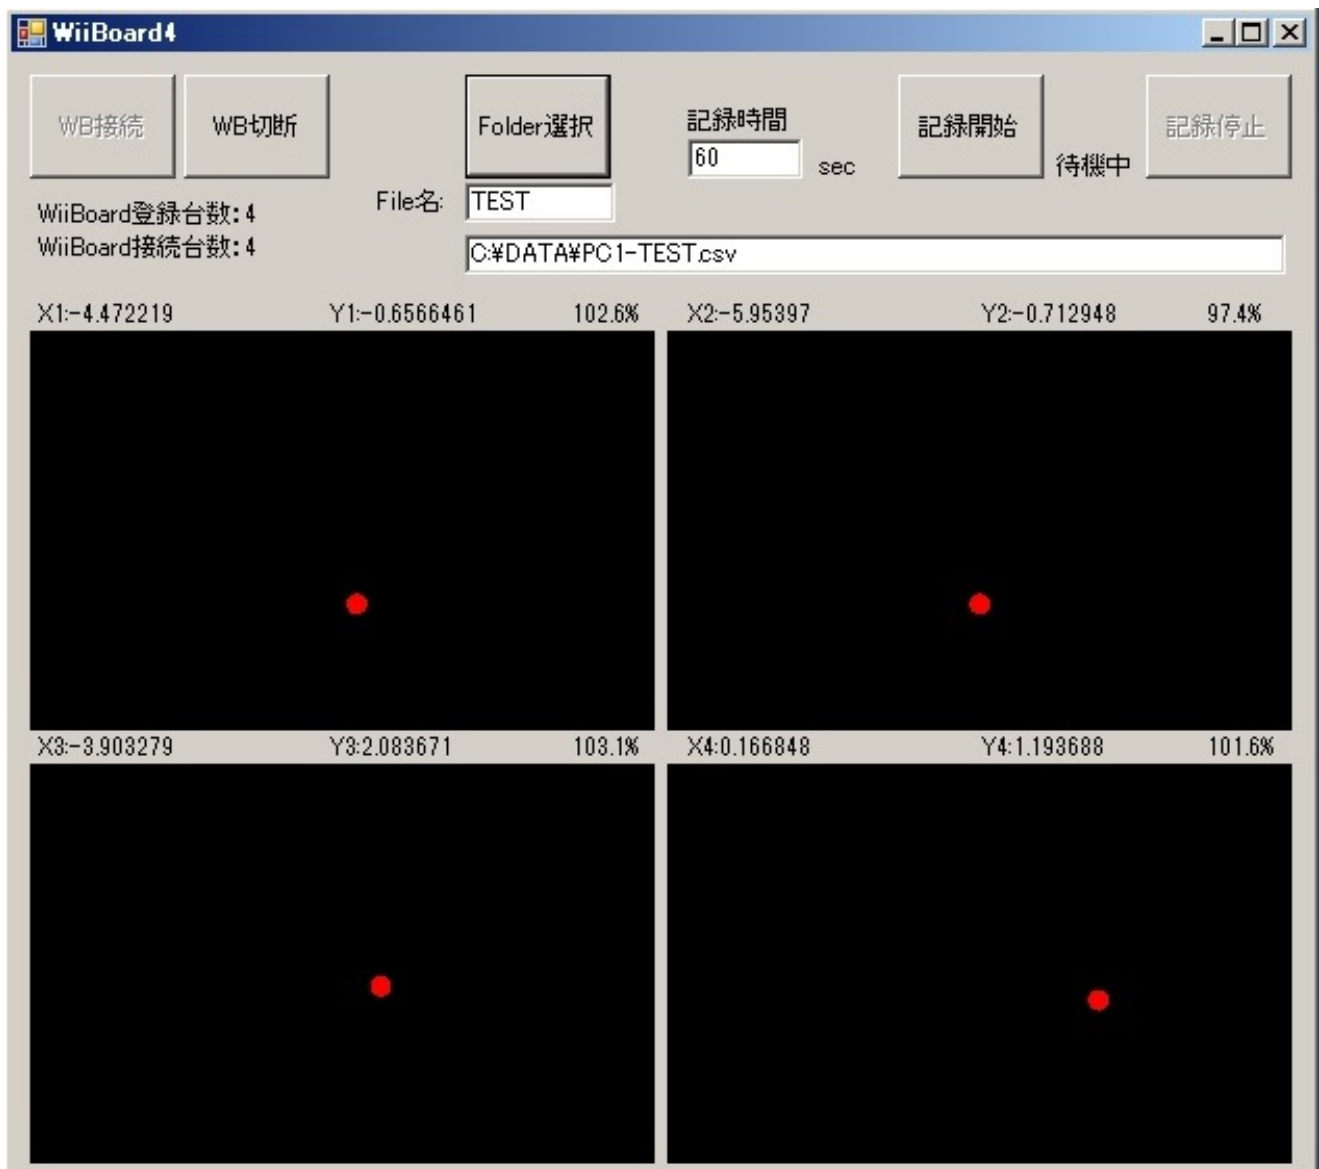 WiiBoard4
WB接続 WB切断 Folder選択 記録時間 記録開始 記録停止
60 sec 待機中
File名: TEST
WiiBoard登録台数:4
WiiBoard接続台数:4
C:¥DATA¥PC1-TEST.csv
X1:-4.472219 Y1:-0.6566461 102.6% X2:-5.95397 Y2:-0.712948 97.4%
X3:-3.903279 Y3:2.083671 103.1% X4:0.166848 Y4:1.193688 101.6%